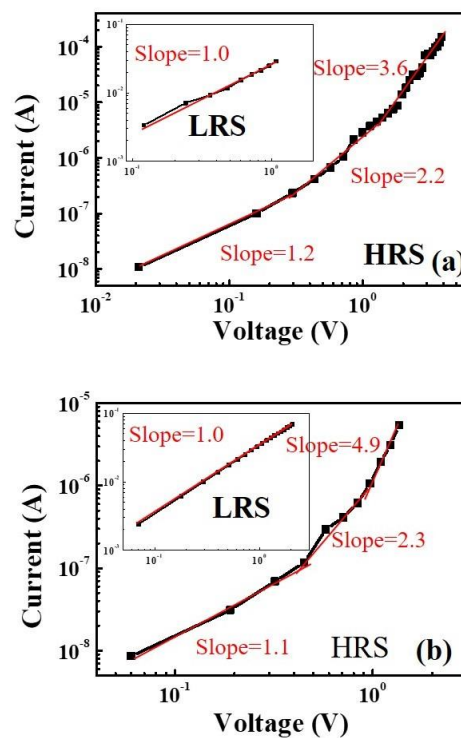 10⁻⁴
10⁻⁵
10⁻⁶
10⁻⁷
10⁻⁸
Current (A)
10⁻¹
10⁻²
10⁻³
10⁻¹ 10⁰
Slope=1.0
LRS
Slope=3.6
Slope=2.2
Slope=1.2
HRS (a)
10⁻² 10⁻¹ 10⁰ 10¹
Voltage (V)
10⁻⁵
10⁻⁶
10⁻⁷
10⁻⁸
Current (A)
10⁻¹
10⁻²
10⁻³
10⁻¹ 10⁰
Slope=1.0
LRS
Slope=4.9
Slope=2.3
Slope=1.1
HRS (b)
10⁻¹ 10⁰
Voltage (V)